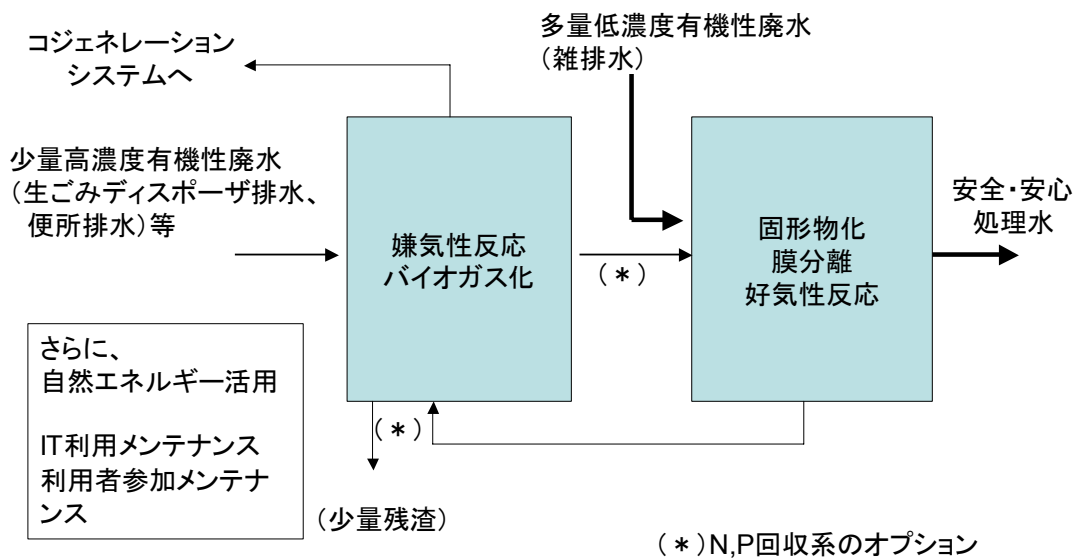 コジェネレーション
システムへ
多量低濃度有機性廃水
(雑排水)
少量高濃度有機性廃水
(生ごみディスポーザ排水、
便所排水)等
嫌気性反応
バイオガス化
(*)
固形物化
膜分離
好気性反応
安全・安心
処理水
さらに、
自然エネルギー活用
IT利用メンテナンス
利用者参加メンテナ
ンス
(*)
(少量残渣)
(*)N,P回収系のオプション